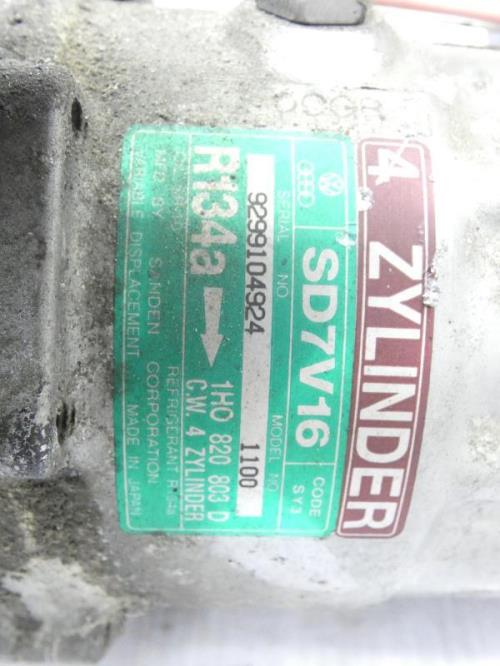 4 ZYLINDER
SD7V16
CODE
SY3
SERIAL NO.
MODEL NO.
9299104924
1100
R134a
1H0 820 803 D
C.W. 4 ZYLINDER
REFRIGERANT R134a
MFD. BY SANDEN CORPORATION
VARIABLE DISPLACEMENT MADE IN JAPAN